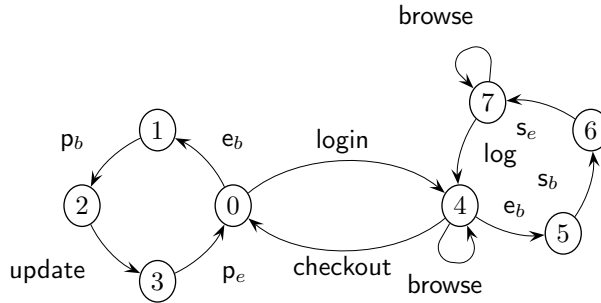 browse
7
6
1
s_e
p_b
e_b
login
log
s_b
2
0
4
e_b
5
update
3
p_e
checkout
browse